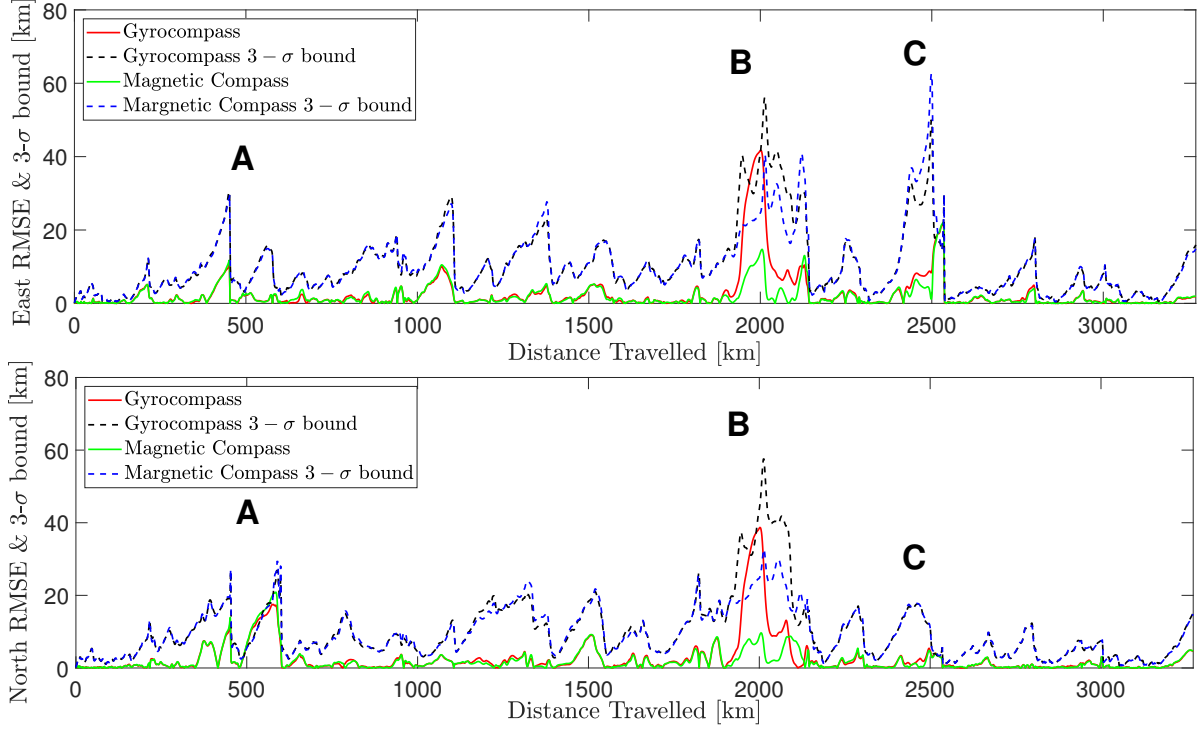 East RMSE & 3-σ bound [km]
80
60
40
20
0
Gyrocompass
Gyrocompass 3 − σ bound
Magnetic Compass
Margnetic Compass 3 − σ bound
A
B
C
0 500 1000 1500 2000 2500 3000
Distance Travelled [km]
North RMSE & 3-σ bound [km]
80
60
40
20
0
Gyrocompass
Gyrocompass 3 − σ bound
Magnetic Compass
Margnetic Compass 3 − σ bound
A
B
C
0 500 1000 1500 2000 2500 3000
Distance Travelled [km]